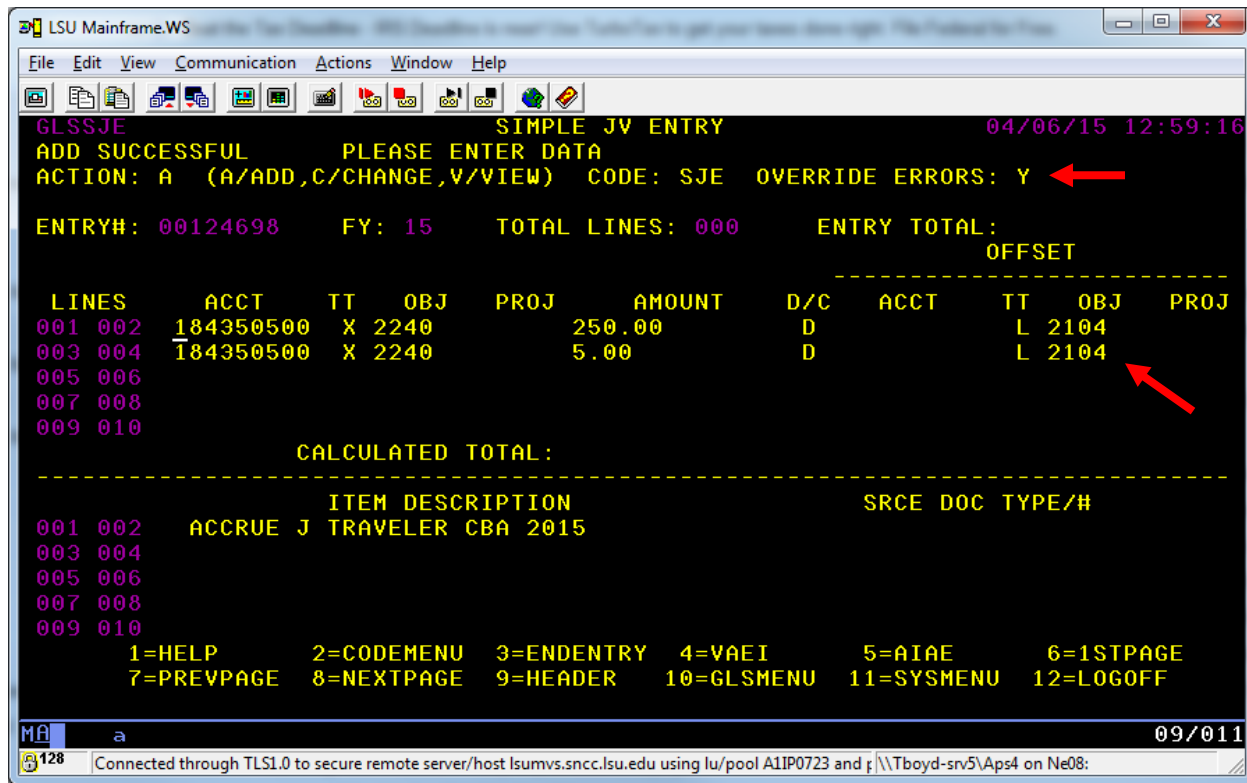 LSU Mainframe.WS
File Edit View Communication Actions Window Help
GLSSJE SIMPLE JV ENTRY 04/06/15 12:59:16
ADD SUCCESSFUL PLEASE ENTER DATA
ACTION: A (A/ADD,C/CHANGE,V/VIEW) CODE: SJE OVERRIDE ERRORS: Y
ENTRY#: 00124698 FY: 15 TOTAL LINES: 000 ENTRY TOTAL:
OFFSET
----------------------------
LINES ACCT TT OBJ PROJ AMOUNT D/C ACCT TT OBJ PROJ
001 002 184350500 X 2240 250.00 D L 2104
003 004 184350500 X 2240 5.00 D L 2104
005 006
007 008
009 010
CALCULATED TOTAL:
------------------------------------------------------------------------------
ITEM DESCRIPTION SRCE DOC TYPE/#
001 002 ACCRUE J TRAVELER CBA 2015
003 004
005 006
007 008
009 010
1=HELP 2=CODEMENU 3=ENDENTRY 4=VAEI 5=AIAE 6=1STPAGE
7=PREVPAGE 8=NEXTPAGE 9=HEADER 10=GLSMENU 11=SYSMENU 12=LOGOFF
MA a 09/011
128 Connected through TLS1.0 to secure remote server/host lsumvs.sncc.lsu.edu using lu/pool A1IP0723 and \\Tboyd-srv5\Aps4 on Ne08: